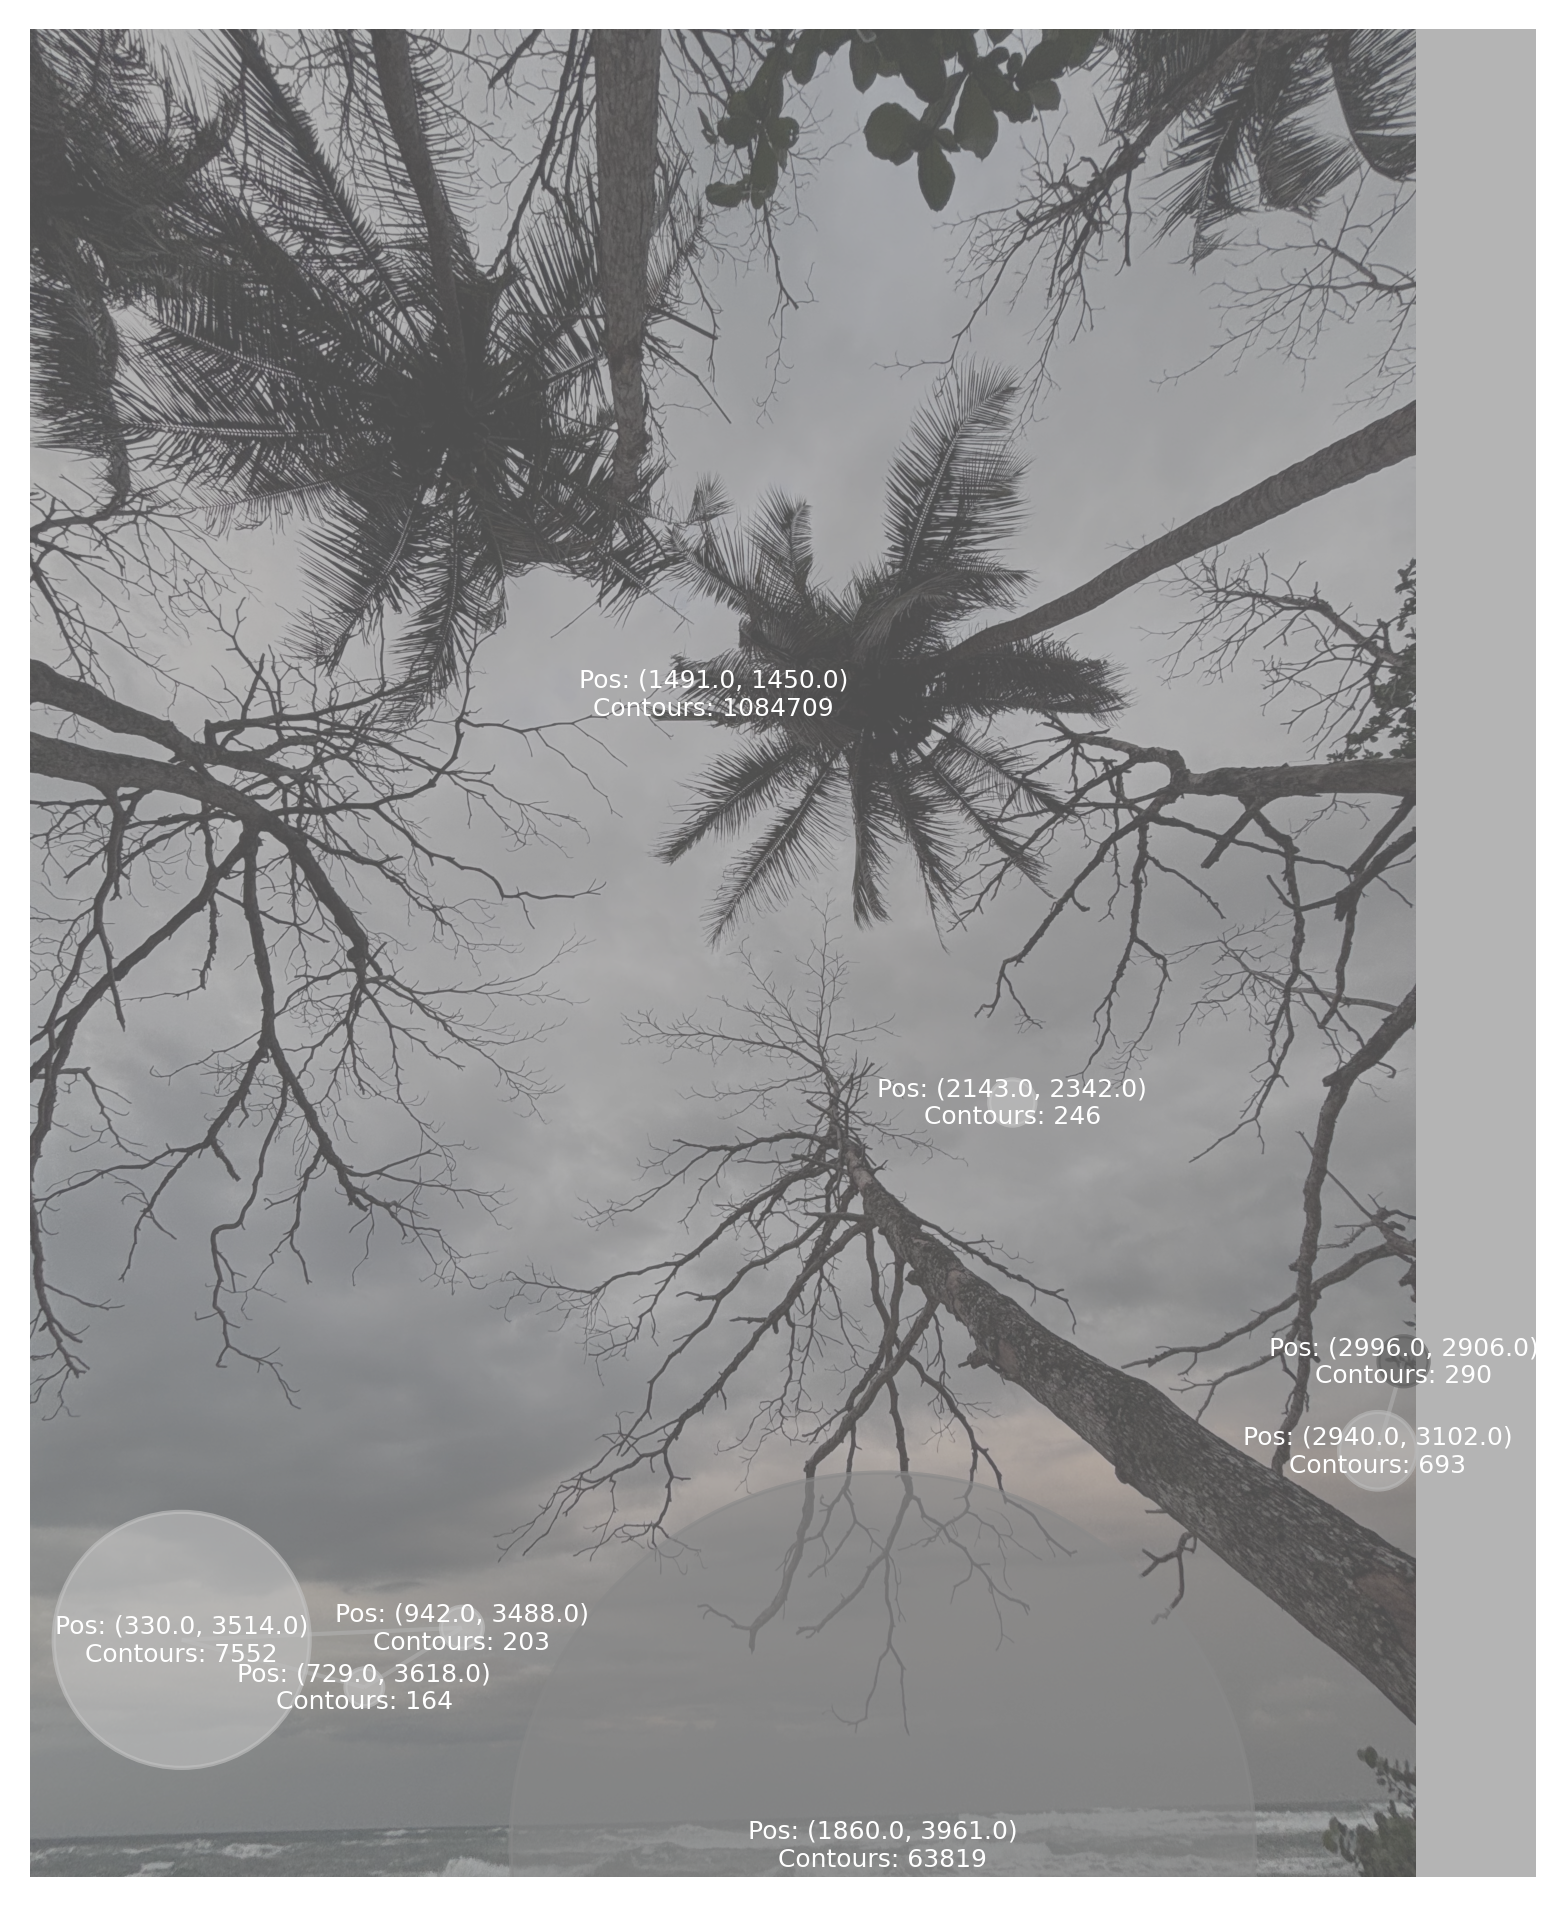 Pos: (1491.0, 1450.0)
Contours: 1084709
Pos: (2143.0, 2342.0)
Contours: 246
Pos: (2996.0, 2906.0)
Contours: 290
Pos: (2940.0, 3102.0)
Contours: 693
Pos: (942.0, 3488.0)
Contours: 203
Pos: (330.0, 3514.0)
Contours: 7552
Pos: (729.0, 3618.0)
Contours: 164
Pos: (1860.0, 3961.0)
Contours: 63819